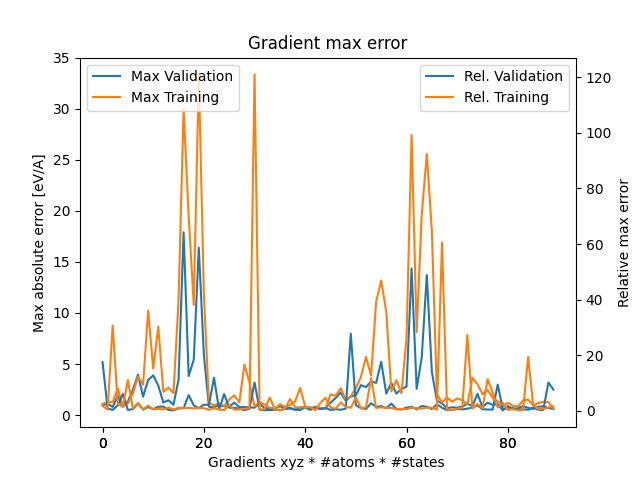 Gradient max error
Max Validation
Max Training
Rel. Validation
Rel. Training
35
30
25
20
15
10
5
0
Max absolute error [eV/A]
120
100
80
60
40
20
0
Relative max error
0 20 40 60 80
Gradients xyz * #atoms * #states